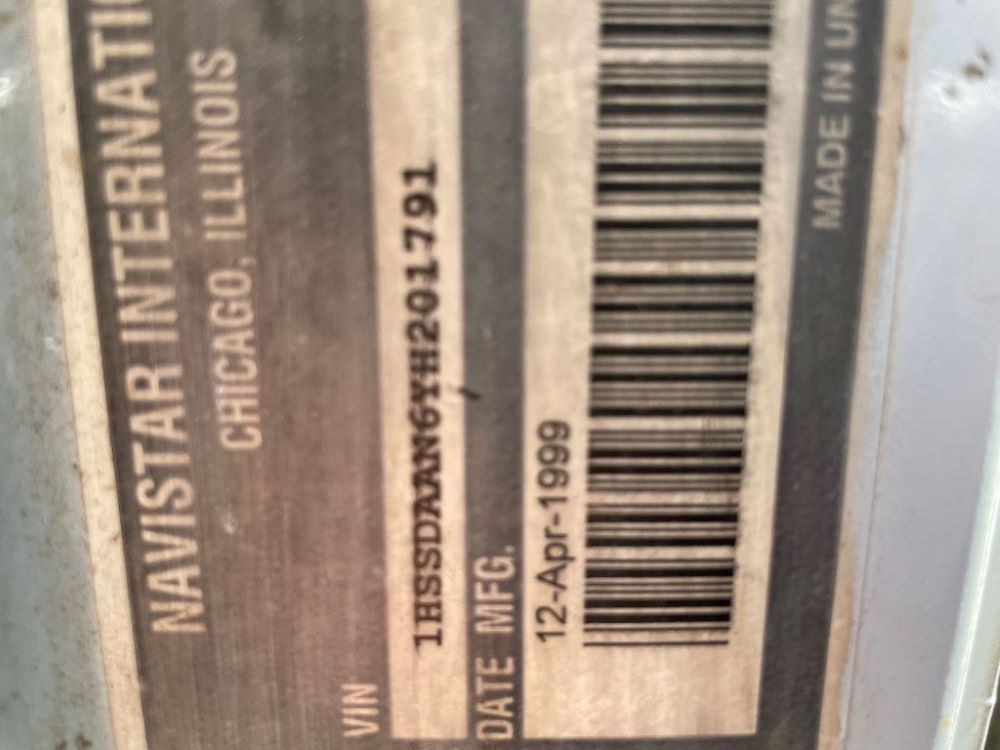 NAVISTAR INTERNATI
CHICAGO, ILLINOIS
VIN
1HSSDAAN6YH201791
DATE MFG.
12-Apr-1999
MADE IN UN